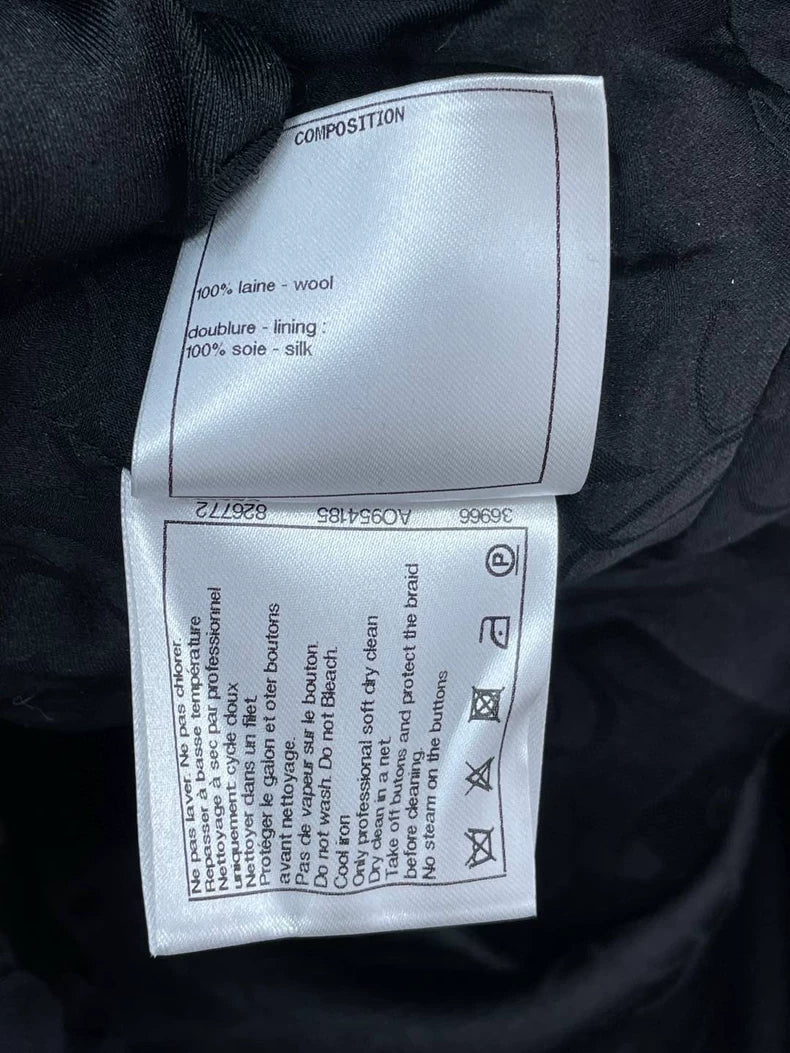 COMPOSITION
100% laine - wool
doublure - lining :
100% soie - silk
826772 AO954185 36966
Ne pas laver. Ne pas chlorer.
Repasser à basse température
Nettoyage à sec par professionnel
uniquement, cycle doux
Nettoyer dans un filet.
Protéger le galon et oter boutons
avant nettoyage.
Pas de vapeur sur le bouton.
Do not wash. Do not Bleach.
Cool iron
Only professional soft dry clean
Dry clean in a net.
Take off butons and protect the braid
before cleaning.
No steam on the buttons
P